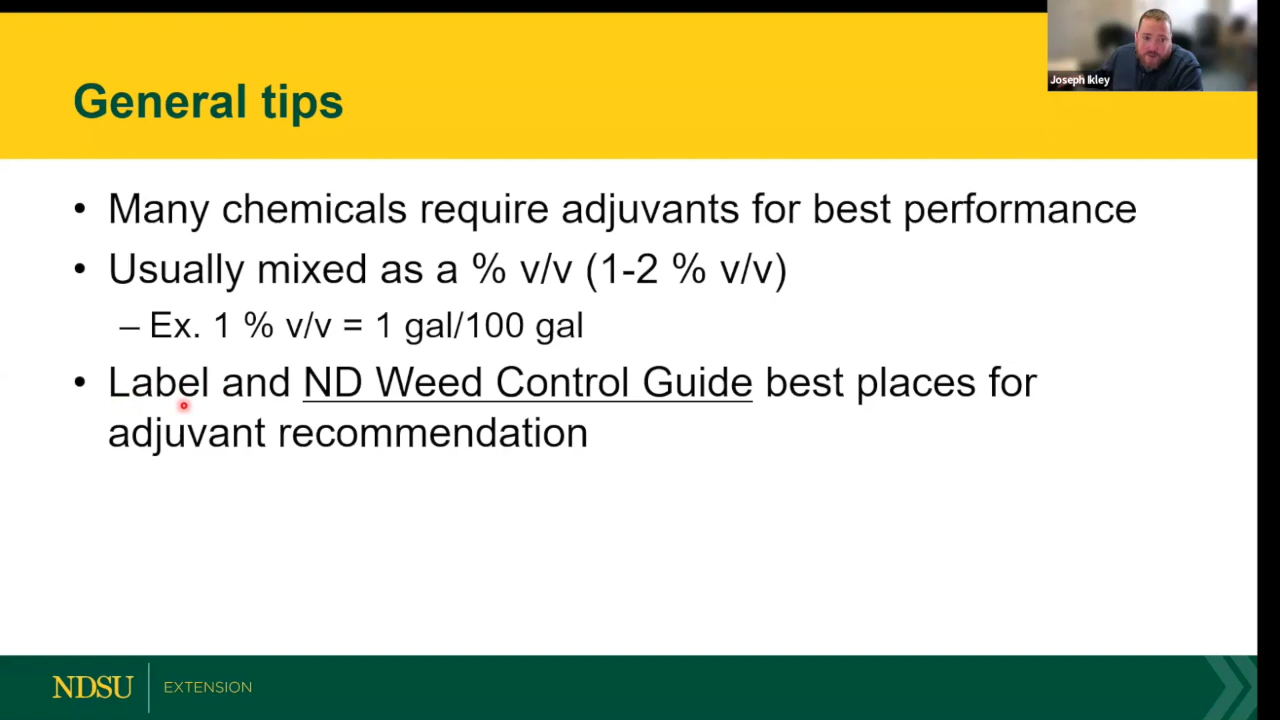 Joseph Ikley
General tips
• Many chemicals require adjuvants for best performance
• Usually mixed as a % v/v (1-2 % v/v)
– Ex. 1 % v/v = 1 gal/100 gal
• Label and ND Weed Control Guide best places for
adjuvant recommendation
NDSU EXTENSION